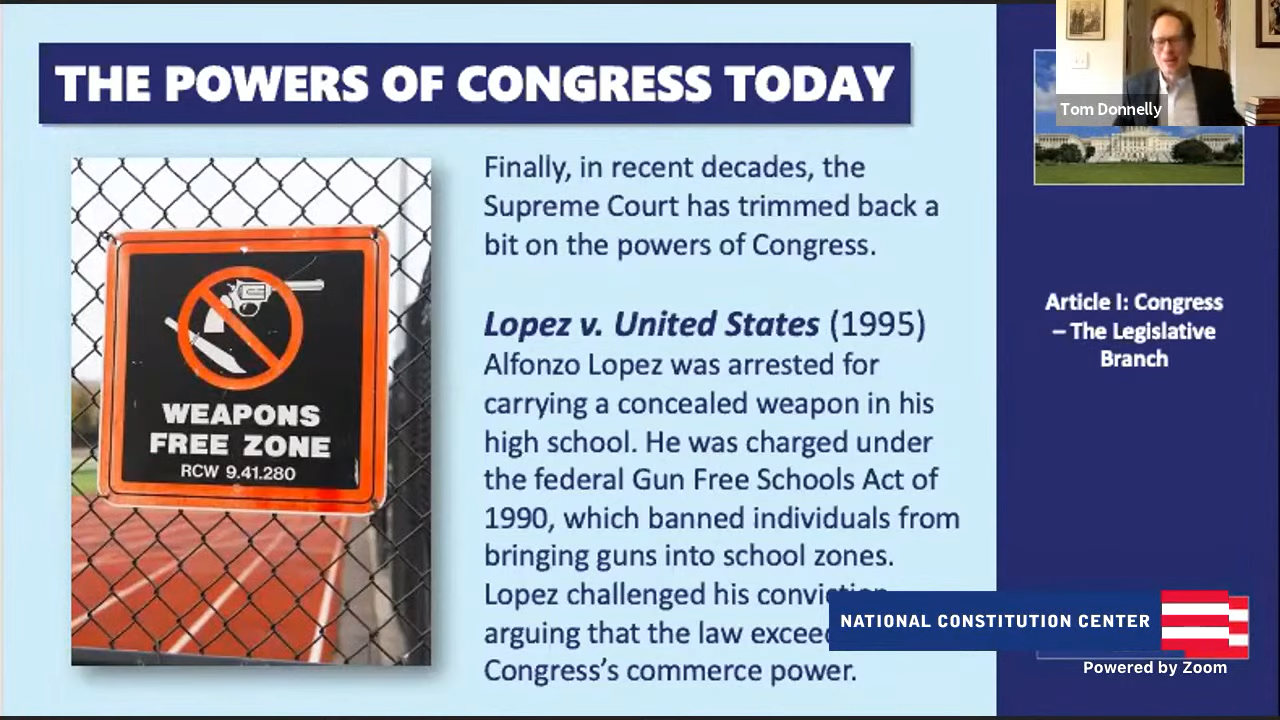 THE POWERS OF CONGRESS TODAY
Tom Donnelly
WEAPONS
FREE ZONE
RCW 9.41.280
Finally, in recent decades, the
Supreme Court has trimmed back a
bit on the powers of Congress.
Lopez v. United States (1995)
Alfonzo Lopez was arrested for
carrying a concealed weapon in his
high school. He was charged under
the federal Gun Free Schools Act of
1990, which banned individuals from
bringing guns into school zones.
Lopez challenged his conviction
arguing that the law
Congress’s commerce power.
Article I: Congress
– The Legislative
Branch
NATIONAL CONSTITUTION CENTER
Powered by Zoom